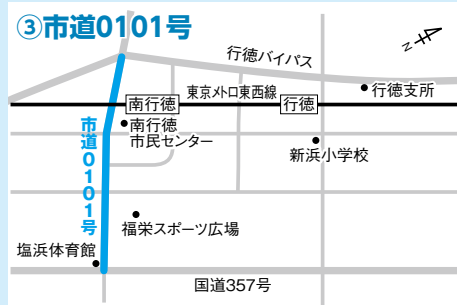 ③市道0101号
行徳バイパス
N
行徳支所
東京メトロ東西線
南行徳
行徳
南行徳
市民センター
市道0101号
新浜小学校
福栄スポーツ広場
塩浜体育館
国道357号